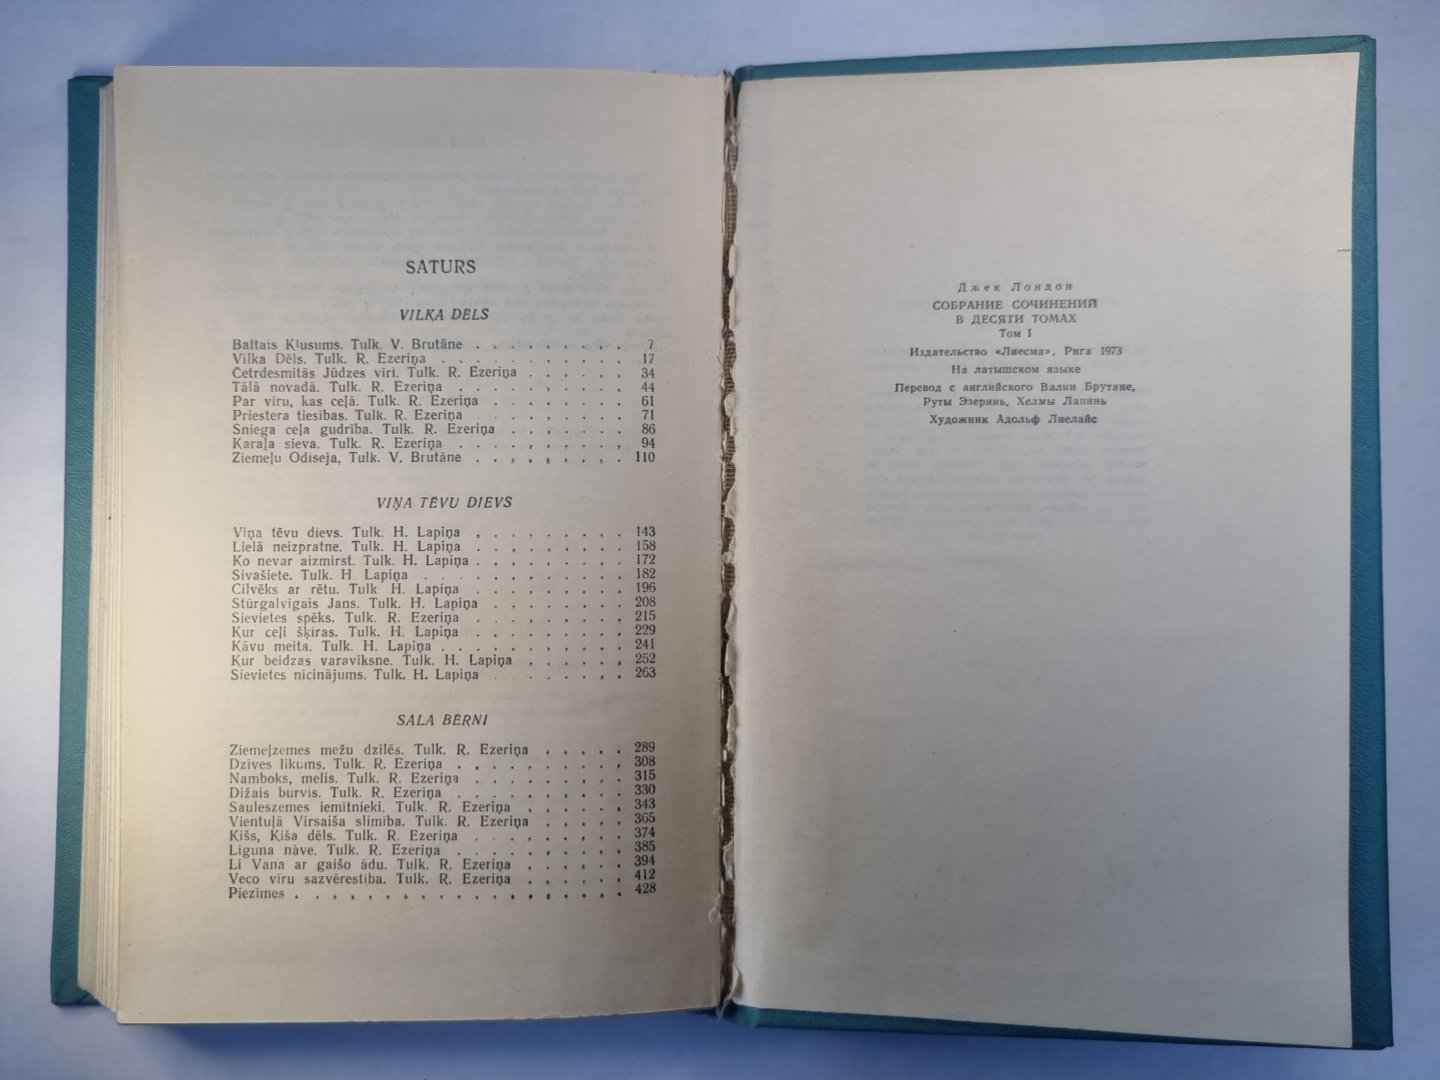 SATURS
VILKA DĒLS
Baltais Klusums. Tulk. V. Brutāne . . . . . . . . . 7
Vilka Dēls. Tulk. R. Ezeriņa . . . . . . . . . . 17
Četrdesmitās Jūdzes vīri. Tulk. R. Ezeriņa . . . . . . 34
Tālā novadā. Tulk. R. Ezeriņa . . . . . . . . . . 44
Par vīru, kas ceļā. Tulk. R. Ezeriņa . . . . . . . . 61
Priestera tiesības. Tulk. R. Ezeriņa . . . . . . . . . 71
Sniega ceļa gudrība. Tulk. R. Ezeriņa . . . . . . . 86
Karaļa sieva. Tulk. R. Ezeriņa . . . . . . . . . . 94
Ziemeļu Odiseja. Tulk. V. Brutāne . . . . . . . . . 110
VIŅA TĒVU DIEVS
Viņa tēvu dievs. Tulk. H. Lapiņa . . . . . . . . . 143
Lielā neizpratne. Tulk. H. Lapiņa . . . . . . . . . 158
Ko nevar aizmirst. Tulk. H. Lapiņa . . . . . . . . . 172
Sivašiete. Tulk. H Lapiņa . . . . . . . . . . . . 182
Cilvēks ar rētu. Tulk H. Lapiņa . . . . . . . . . 196
Stūrgalvīgais Jans. Tulk. H. Lapiņa . . . . . . . . 208
Sievietes spēks. Tulk. R. Ezeriņa . . . . . . . . . 215
Kur ceļi šķiras. Tulk. H. Lapiņa . . . . . . . . . 229
Kāvu meita. Tulk. H. Lapiņa . . . . . . . . . . . 241
Kur beidzas varavīksne. Tulk. H. Lapiņa . . . . . . 252
Sievietes nicinājums. Tulk. H. Lapiņa . . . . . . . . 263
SALA BĒRNI
Ziemeļzemes mežu dzīlēs. Tulk. R. Ezeriņa . . . . . 289
Dzīves likums. Tulk. R. Ezeriņa . . . . . . . . . . 308
Namboks, melis. Tulk. R. Ezeriņa . . . . . . . . . 315
Dižais burvis. Tulk. R. Ezeriņa . . . . . . . . . . 330
Sauleszemes iemītnieki. Tulk. R. Ezeriņa . . . . . . 343
Vientuļā Virsaiša slimība. Tulk. R. Ezeriņa . . . . . 365
Kišs, Kiša dēls. Tulk. R. Ezeriņa . . . . . . . . . 374
Liguna nāve. Tulk. R. Ezeriņa . . . . . . . . . . 385
Li Vana ar gaišo ādu. Tulk. R. Ezeriņa . . . . . . 394
Veco vīru sazvērestība. Tulk. R. Ezeriņa . . . . . . 412
Piezīmes . . . . . . . . . . . . . . . . . . . 428
Джек Лондон
СОБРАНИЕ СОЧИНЕНИЙ
В ДЕСЯТИ ТОМАХ
Том I
Издательство «Лиесма», Рига 1973
На латышском языке
Перевод с английского Валии Брутане,
Руты Эзеринь, Хелмы Лапинь
Художник Адольф Лиелайс